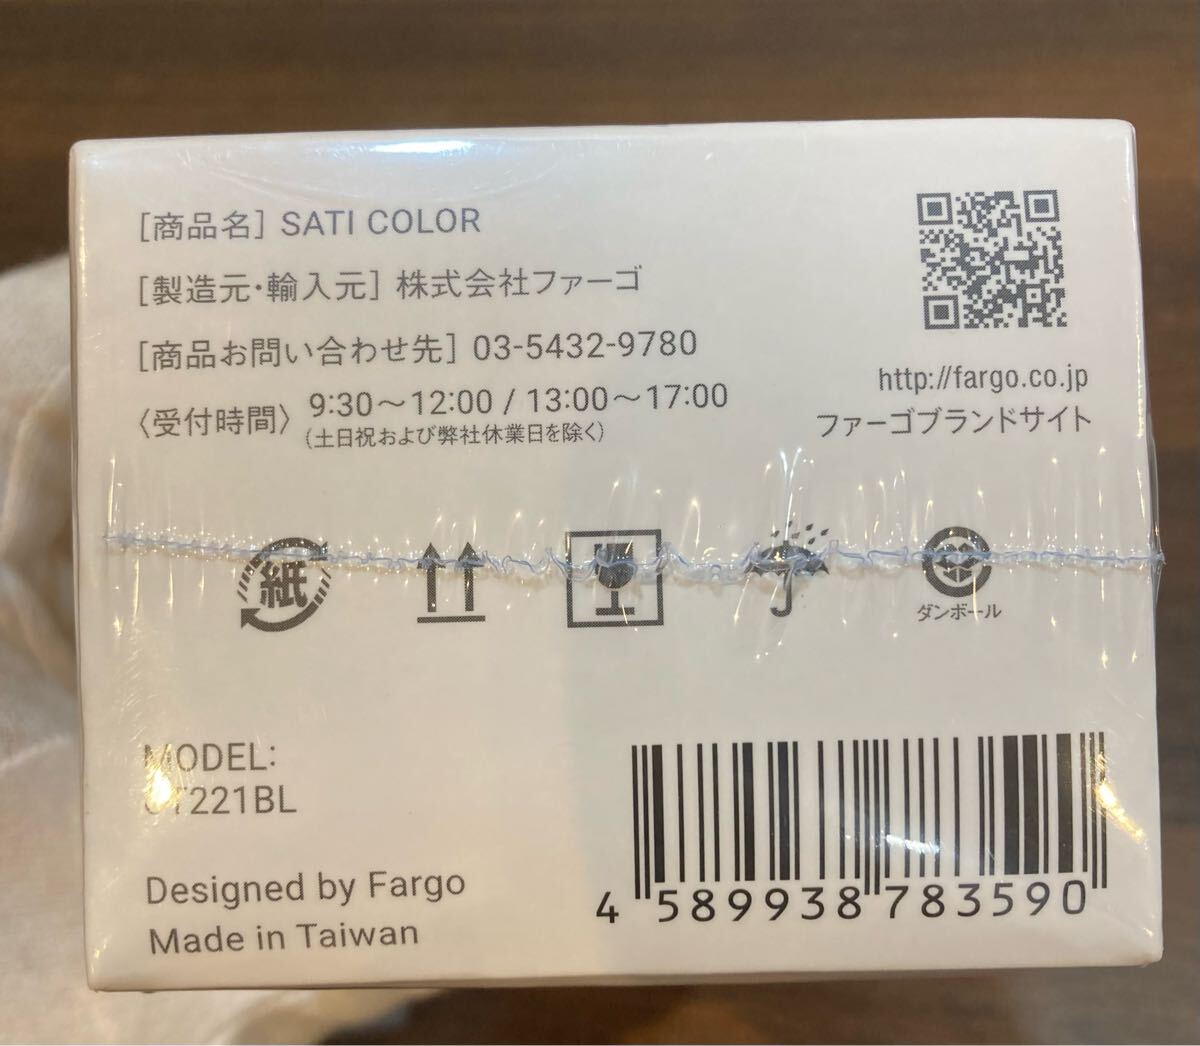 [商品名] SATI COLOR
[製造元・輸入元] 株式会社ファーゴ
[商品お問い合わせ先] 03-5432-9780
〈受付時間〉 9:30～12:00 / 13:00～17:00
(土日祝および弊社休業日を除く)
http://fargo.co.jp
ファーゴブランドサイト
紙
ダンボール
MODEL:
Designed by Fargo
Made in Taiwan
4 589938 783590